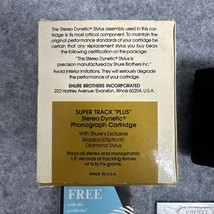 The Stereo Dynetic® Stylus assembly used in this car-
tridge is its most critical component. To maintain the
original performance standards of your cartridge be
certain that any replacement stylus you buy bears
the following certification on the package:
"This Stereo Dynetic® Stylus is
precision manufactured by Shure Brothers Inc."
Avoid inferior imitations. They will seriously degrade
the performance of your cartridge.
SHURE BROTHERS INCORPORATED
222 Hartrey Avenue/Evanston, Illinois 60204, U.S.A.
SUPER TRACK "PLUS"
Stereo Dynetic®
Phonograph Cartridge
With Shure's Exclusive
Biradial (Elliptical)
Diamond Stylus
Plays all stereo and monophonic
L.P. records at tracking forces
of ¾ to 1½ grams.
MADE IN U.S.A.
FREE